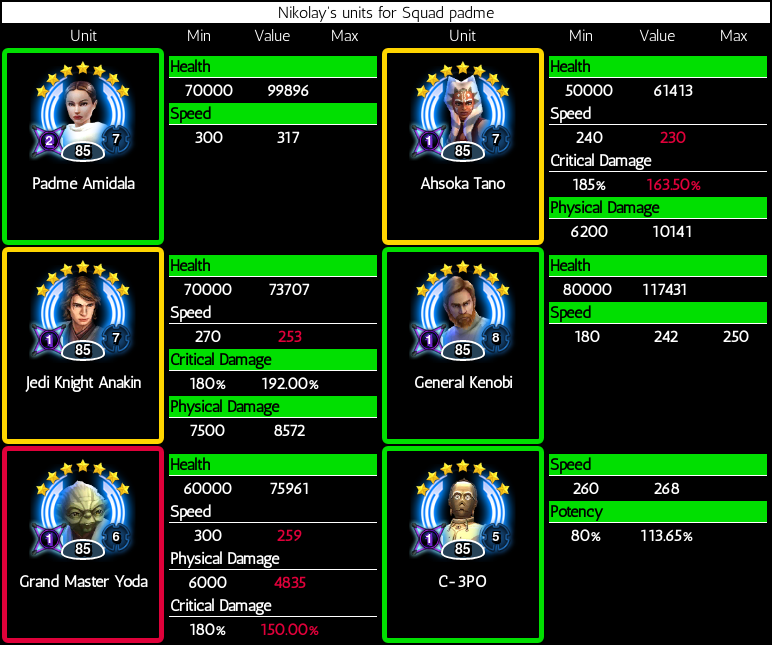 Nikolay's units for Squad padme
Unit Min Value Max Unit Min Value Max
Health
70000 99896
Speed
300 317
2 7
85
Padme Amidala
Health
50000 61413
Speed
240 230
Critical Damage
185% 163.50%
Physical Damage
6200 10141
1 7
85
Ahsoka Tano
Health
70000 73707
Speed
270 253
Critical Damage
180% 192.00%
Physical Damage
7500 8572
1 7
85
Jedi Knight Anakin
Health
80000 117431
Speed
180 242 250
1 8
85
General Kenobi
Health
60000 75961
Speed
300 259
Physical Damage
6000 4835
Critical Damage
180% 150.00%
1 6
85
Grand Master Yoda
Speed
260 268
Potency
80% 113.65%
1 5
85
C-3PO